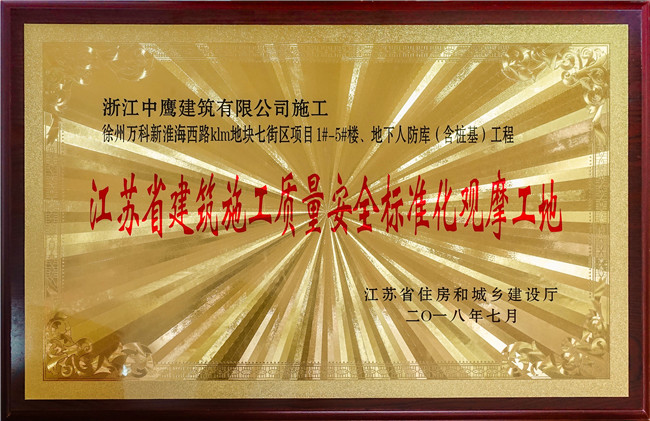 浙江中鹰建筑有限公司施工
徐州万科新淮海西路klm地块七街区项目1#-5#楼、地下人防库（含桩基）工程
江苏省建筑施工质量安全标准化观摩工地
江苏省住房和城乡建设厅
二〇一八年七月